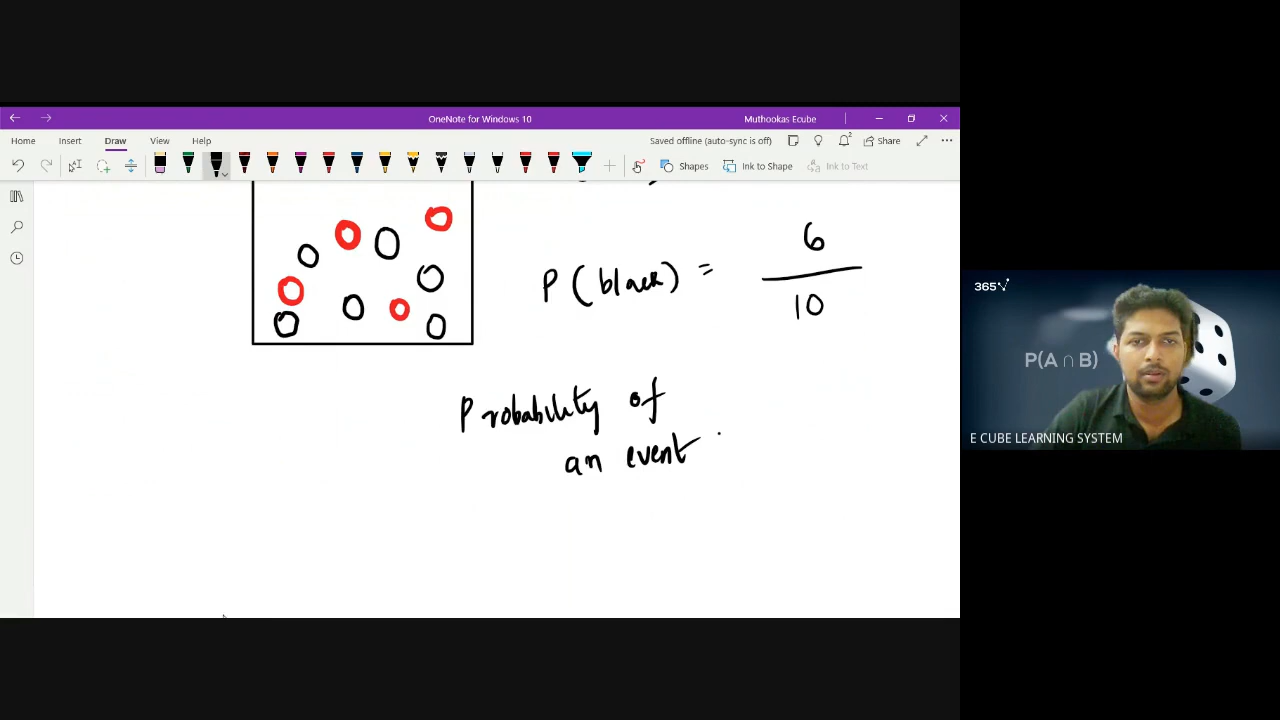 OneNote for Windows 10
Muthookas Ecube
Home Insert Draw View Help
Saved offline (auto-sync is off)
Share
Shapes
Ink to Shape
Ink to Text
P (black) = 6
10
Probability of
an event
365
P(A ∩ B)
E CUBE LEARNING SYSTEM